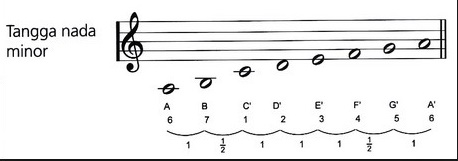 Tangga nada
minor
A B C' D' E' F' G' A'
6 7 1 2 3 4 5 6
1 ½ 1 1 1 ½ 1